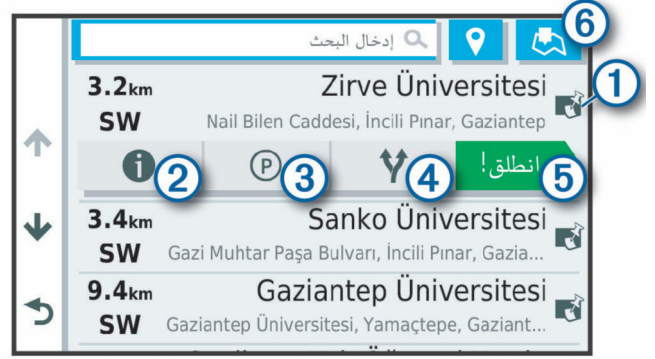 إدخال البحث
6
Zirve Üniversitesi
3.2km
1
Nail Bilen Caddesi, İncili Pınar, Gaziantep
SW
انطلق!
5
4
P
3
i
2
Sanko Üniversitesi
3.4km
Gazi Muhtar Paşa Bulvarı, İncili Pınar, Gazia...
SW
Gaziantep Üniversitesi
9.4km
Gaziantep Üniversitesi, Yamaçtepe, Gaziant...
SW